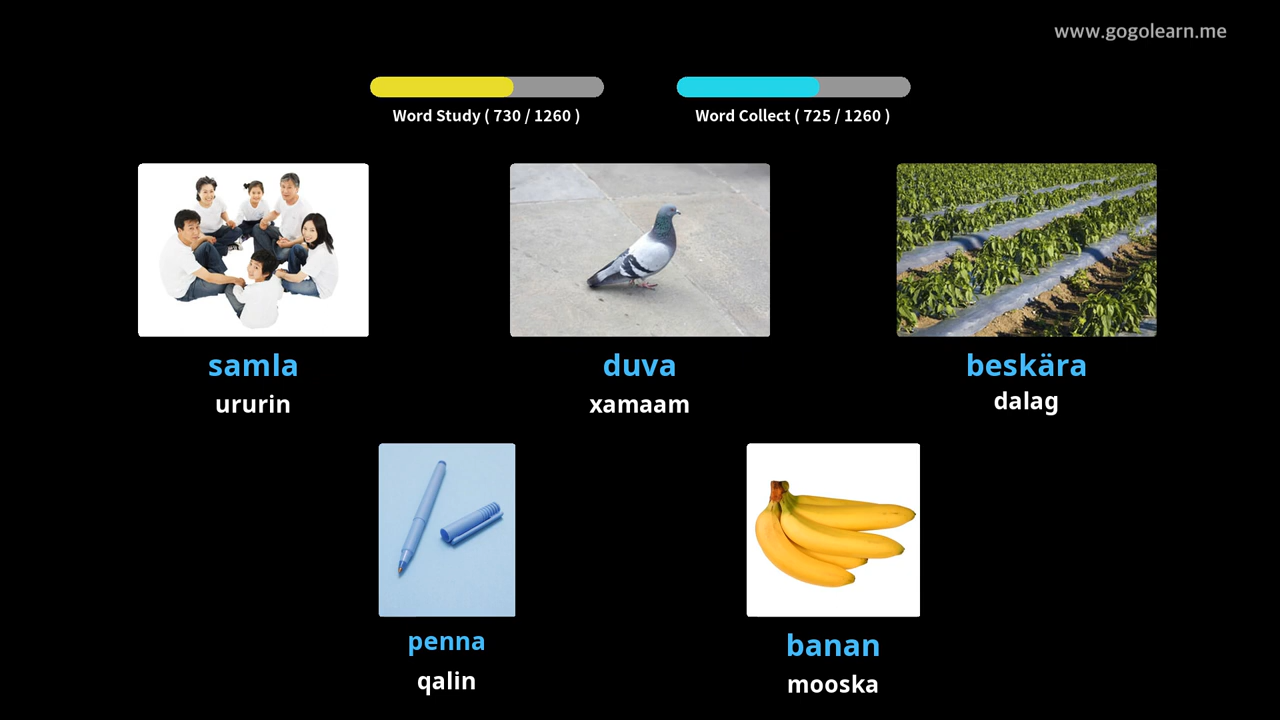 www.gogolearn.me
Word Study ( 730 / 1260 )
Word Collect ( 725 / 1260 )
samla
ururin
duva
xamaam
beskära
dalag
penna
qalin
banan
mooska